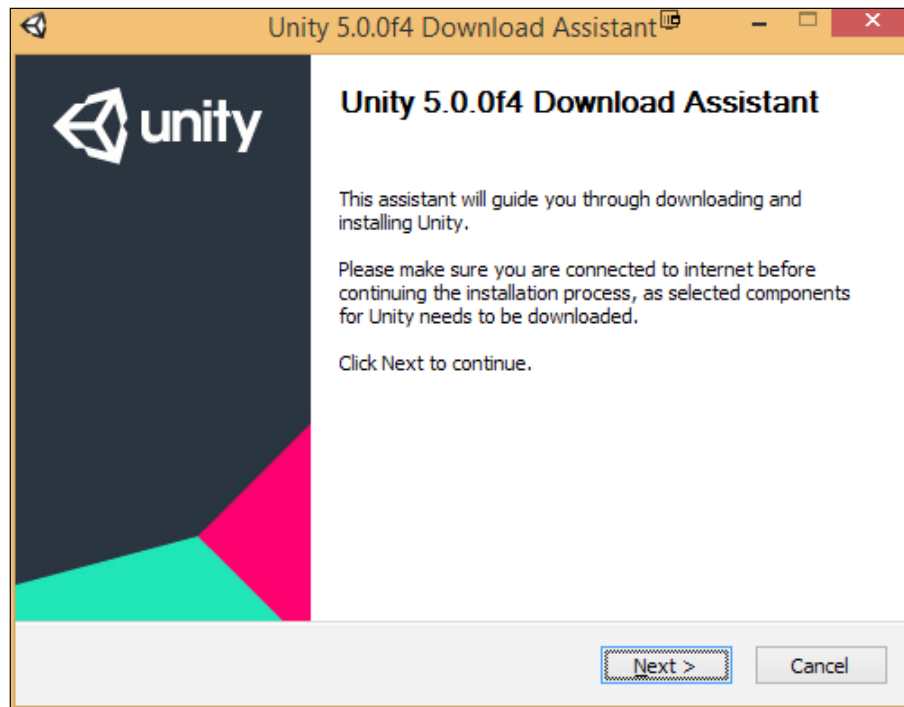 Unity 5.0.0f4 Download Assistant
unity
Unity 5.0.0f4 Download Assistant
This assistant will guide you through downloading and
installing Unity.
Please make sure you are connected to internet before
continuing the installation process, as selected components
for Unity needs to be downloaded.
Click Next to continue.
Next >
Cancel